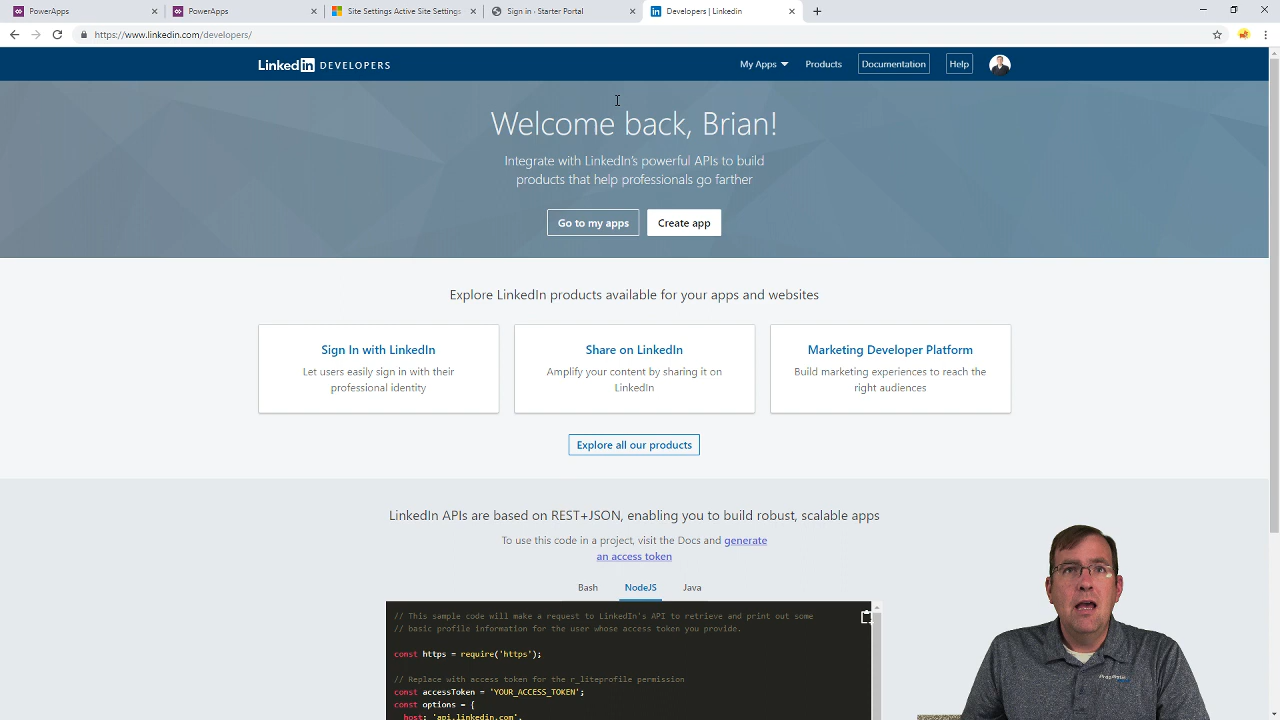 PowerApps
PowerApps
Site Settings Active Site Settings
Sign in · Starter Portal
Developers | LinkedIn
https://www.linkedin.com/developers/
Linked in DEVELOPERS
My Apps
Products
Documentation
Help
Welcome back, Brian!
Integrate with LinkedIn's powerful APIs to build
products that help professionals go farther
Go to my apps
Create app
Explore LinkedIn products available for your apps and websites
Sign In with LinkedIn
Let users easily sign in with their
professional identity
Share on LinkedIn
Amplify your content by sharing it on
LinkedIn
Marketing Developer Platform
Build marketing experiences to reach the
right audiences
Explore all our products
LinkedIn APIs are based on REST+JSON, enabling you to build robust, scalable apps
To use this code in a project, visit the Docs and generate
an access token
Bash
NodeJS
Java
// This sample code will make a request to LinkedIn's API to retrieve and print out some
// basic profile information for the user whose access token you provide.
const https = require('https');
// Replace with access token for the r_liteprofile permission
const accessToken = 'YOUR_ACCESS_TOKEN';
const options = {
host: 'api.linkedin.com',